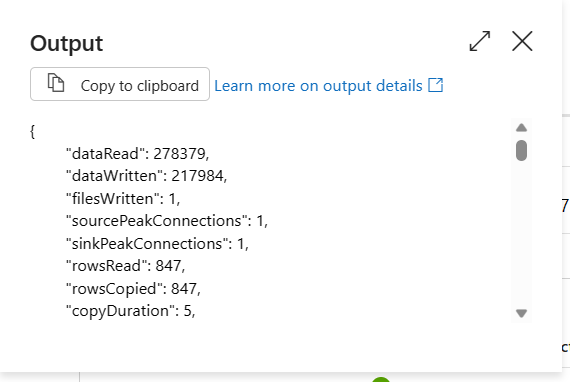 Output
Copy to clipboard Learn more on output details
{
"dataRead": 278379,
"dataWritten": 217984,
"filesWritten": 1,
"sourcePeakConnections": 1,
"sinkPeakConnections": 1,
"rowsRead": 847,
"rowsCopied": 847,
"copyDuration": 5,
7